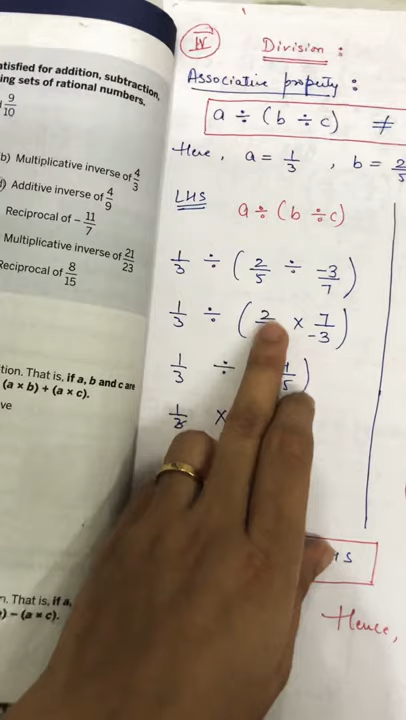 atisfied for addition, subtraction,
ing sets of rational numbers.
9/10
b) Multiplicative inverse of 4/3
) Additive inverse of 4/9
Reciprocal of - 11/7
Multiplicative inverse of 21/23
Reciprocal of 8/15
tion. That is, if a, b and c are
(a × b) + (a × c).
ve
n. That is, if a,
) – (a × c).
IV Division :
Associative property :
a ÷ (b ÷ c) ≠
Here, a = 1/3 , b = 2/5
LHS
a ÷ (b ÷ c)
1/3 ÷ (2/5 ÷ -3/7)
1/3 ÷ (2 × 7/-3)
1/3 ÷ /5)
1/3 ×
HS
Hence,